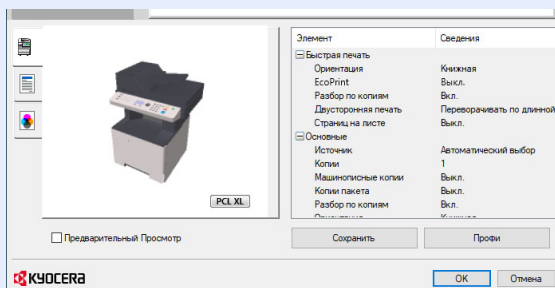 Элемент Сведения
Быстрая печать
Ориентация Книжная
EcoPrint Выкл.
Разбор по копиям Вкл.
Двусторонняя печать Переворачивать по длинной
Страниц на листе Выкл.
Основные
Источник Автоматический выбор
Копии 1
Машинописные копии Выкл.
Копии пакета Выкл.
Разбор по копиям Вкл.
PCL XL
Предварительный Просмотр
Сохранить Профи
KYOCERA
OK Отмена